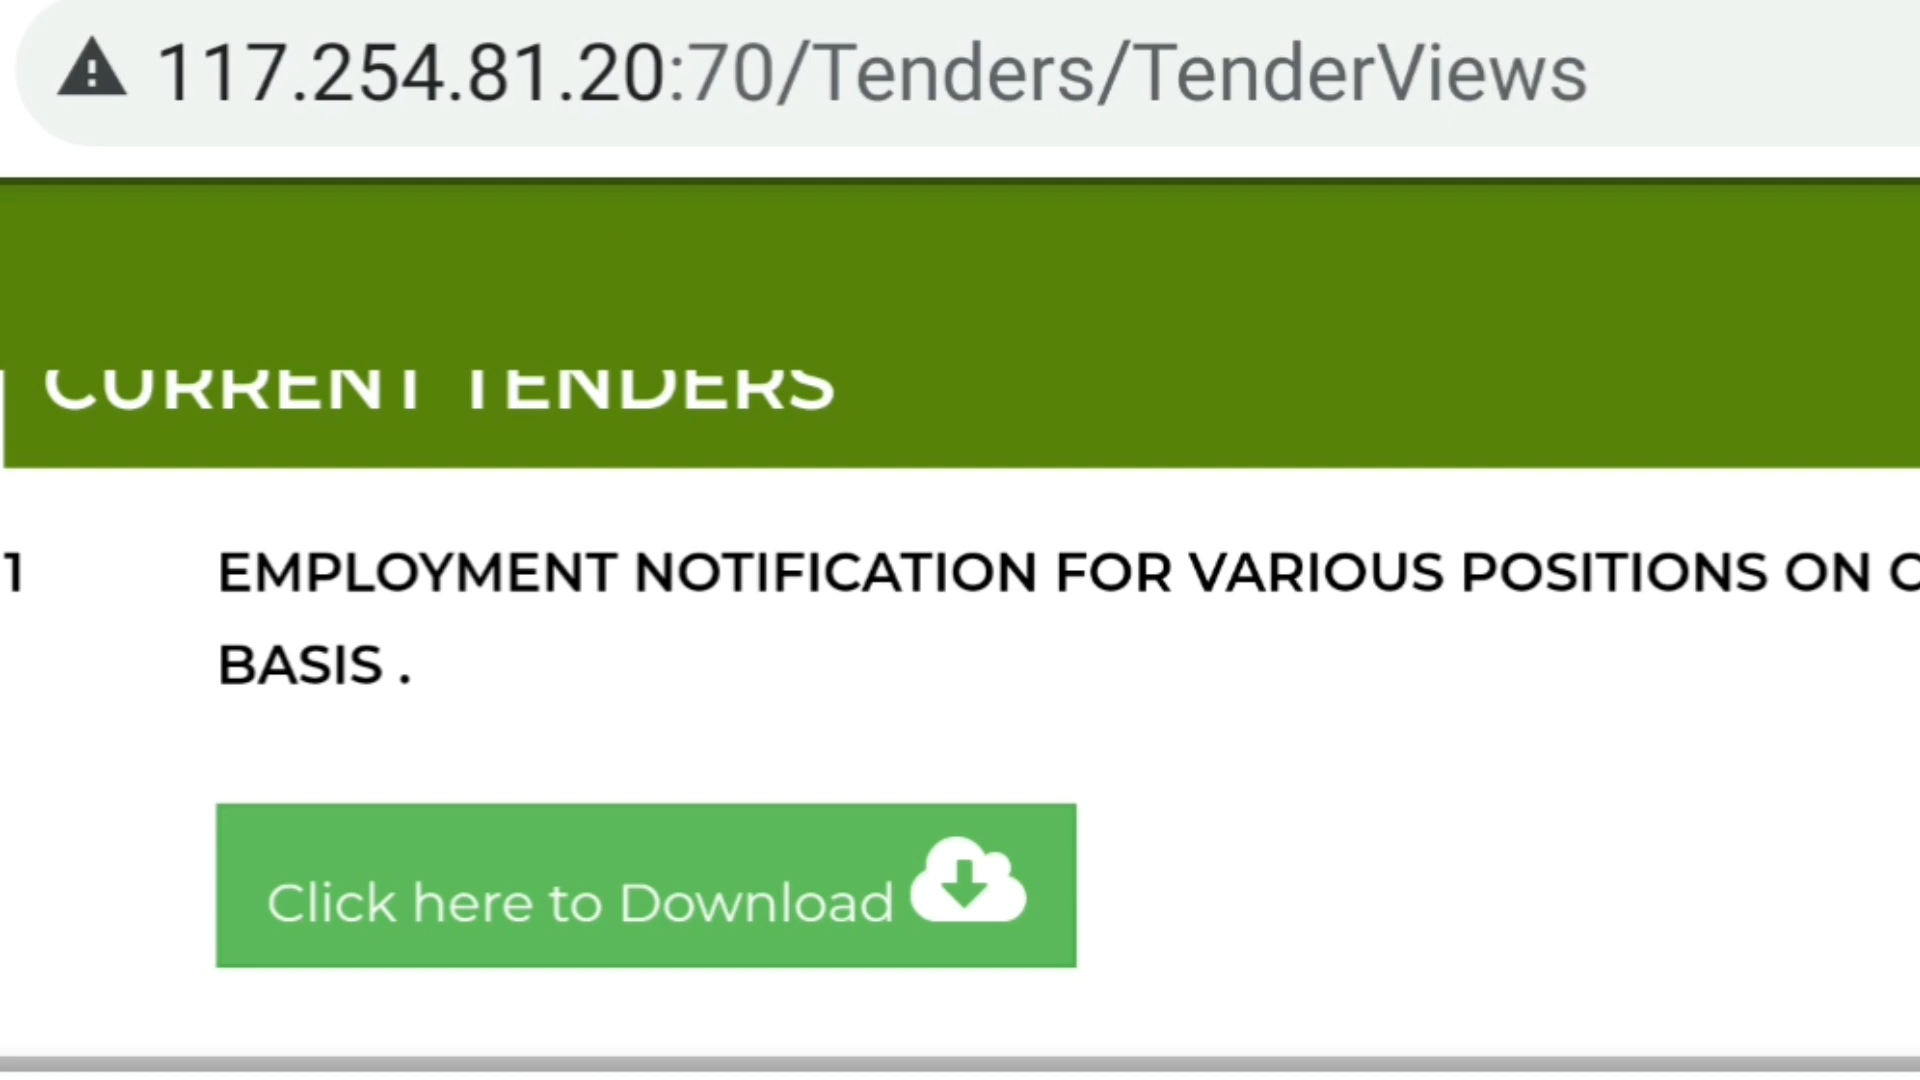 117.254.81.20:70/Tenders/TenderViews
CURRENT TENDERS
1 EMPLOYMENT NOTIFICATION FOR VARIOUS POSITIONS ON
BASIS .
Click here to Download